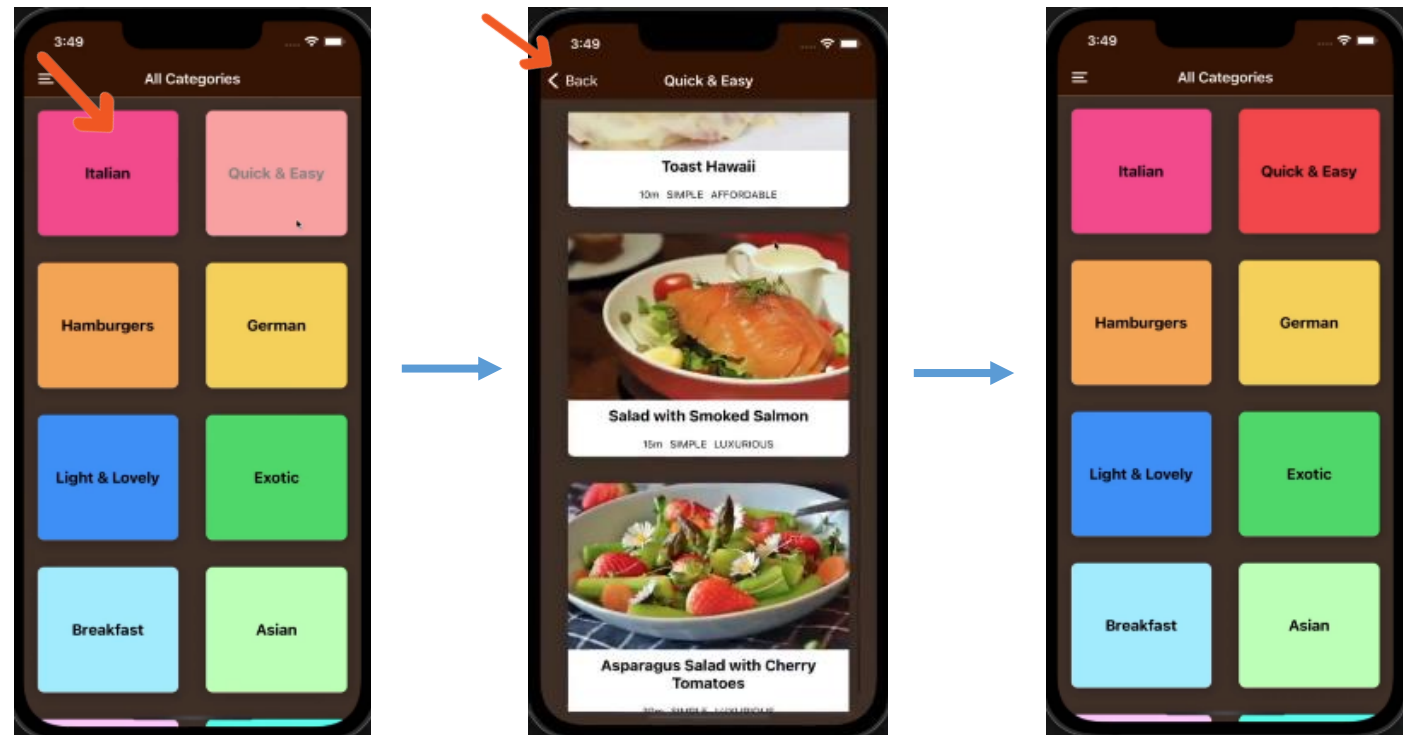 3:49
All Categories
Italian
Quick & Easy
Hamburgers
German
Light & Lovely
Exotic
Breakfast
Asian
3:49
Back
Quick & Easy
Toast Hawaii
10m SIMPLE AFFORDABLE
Salad with Smoked Salmon
15m SIMPLE LUXURIOUS
Asparagus Salad with Cherry
Tomatoes
SIMPLE LUXURIOUS
3:49
All Categories
Italian
Quick & Easy
Hamburgers
German
Light & Lovely
Exotic
Breakfast
Asian